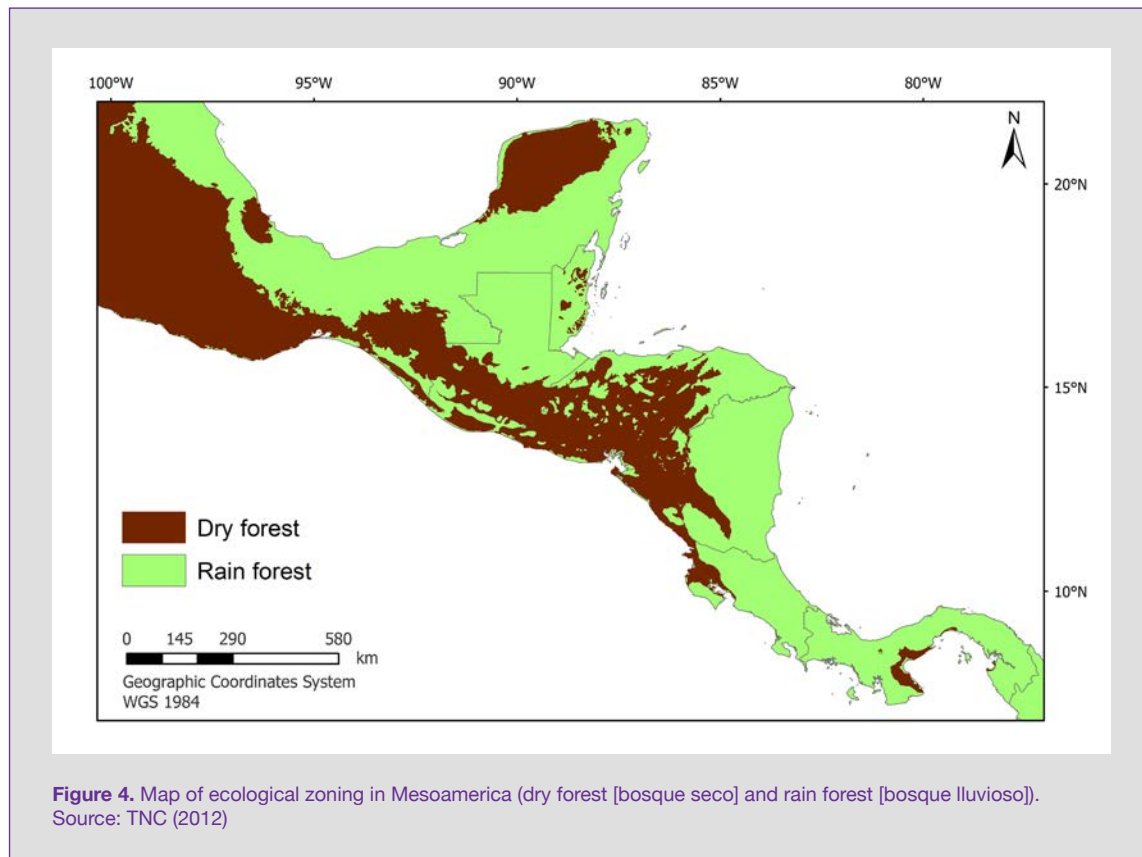 100°W 95°W 90°W 85°W 80°W
N
20°N
15°N
10°N
Dry forest
Rain forest
0 145 290 580
km
Geographic Coordinates System
WGS 1984
Figure 4. Map of ecological zoning in Mesoamerica (dry forest [bosque seco] and rain forest [bosque lluvioso]).
Source: TNC (2012)